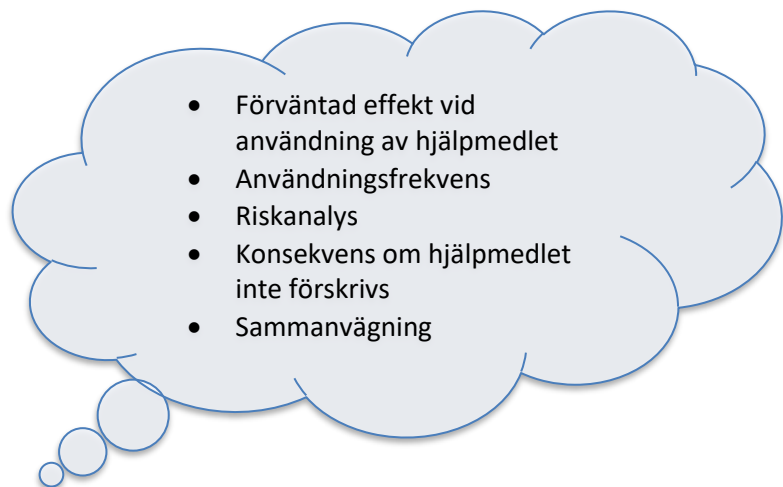 • Förväntad effekt vid
användning av hjälpmedlet
• Användningsfrekvens
• Riskanalys
• Konsekvens om hjälpmedlet
inte förskrivs
• Sammanvägning